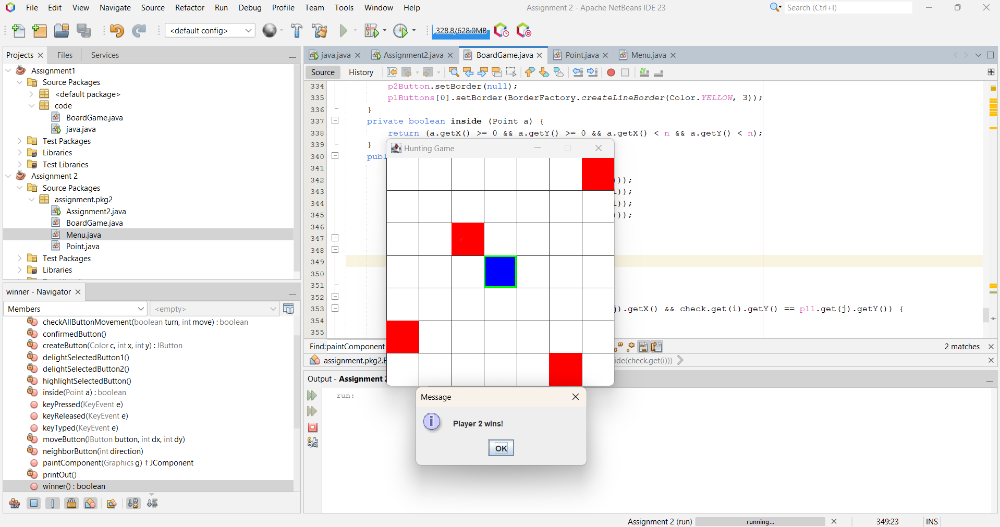 File Edit View Navigate Source Refactor Run Debug Profile Team Tools Window Help
Assignment 2 - Apache NetBeans IDE 23
Search (Ctrl+I)
<default config>
328.8/628.0MB
Projects Files Services
Assignment1
Source Packages
<default package>
code
BoardGame.java
java.java
Test Packages
Libraries
Test Libraries
Assignment 2
Source Packages
assignment.pkg2
Assignment2.java
BoardGame.java
Menu.java
Point.java
Test Packages
Libraries
winner - Navigator
Members
<empty>
checkAllButtonMovement(boolean turn, int move) : boolean
confirmedButton()
createButton(Color c, int x, int y) : JButton
delightSelectedButton1()
delightSelectedButton2()
highlightSelectedButton()
inside(Point a) : boolean
keyPressed(KeyEvent e)
keyReleased(KeyEvent e)
keyTyped(KeyEvent e)
moveButton(JButton button, int dx, int dy)
neighborButton(int direction)
paintComponent(Graphics g) ↑ JComponent
printOut()
winner() : boolean
java.java Assignment2.java BoardGame.java Point.java Menu.java
Source History
334 p2Button.setBorder(null);
335 p1Buttons[0].setBorder(BorderFactory.createLineBorder(Color.YELLOW, 3));
336 }
337 private boolean inside (Point a) {
338 return (a.getX() >= 0 && a.getY() >= 0 && a.getX() < n && a.getY() < n);
339 }
340 publ
341
342 ));
343 ));
344 ));
345 ));
346
347
348
349
350
351
352
353 ).getX() && check.get(i).getY() == pl1.get(j).getY()) {
354
355
Hunting Game
Find: paintComponent
2 matches
assignment.pkg2.
ide(check.get(i)))
Output - Assignment 2
run:
Message
Player 2 wins!
OK
Assignment 2 (run) running... 349:23 INS